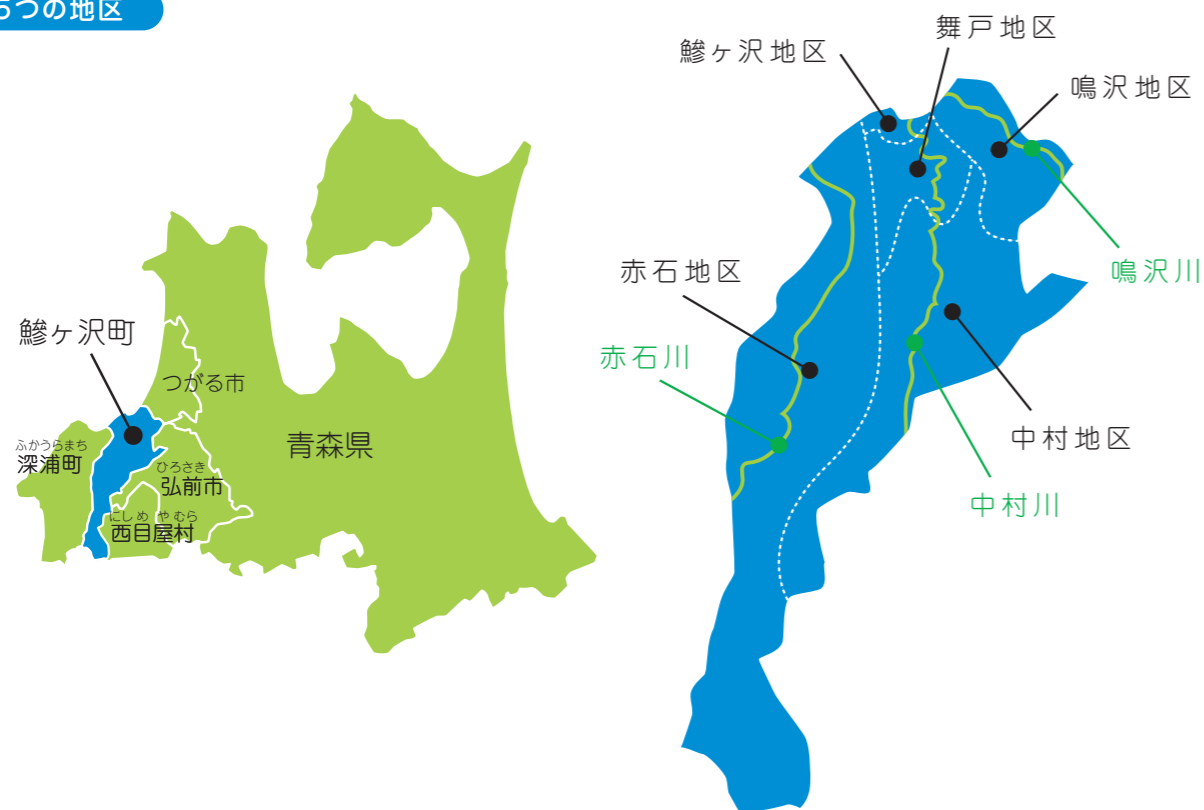 5つの地区
鰺ヶ沢町
つがる市
青森県
ふかうらまち
深浦町
ひろさき
弘前市
にしめやむら
西目屋村
鰺ヶ沢地区
舞戸地区
鳴沢地区
鳴沢川
赤石地区
赤石川
中村地区
中村川